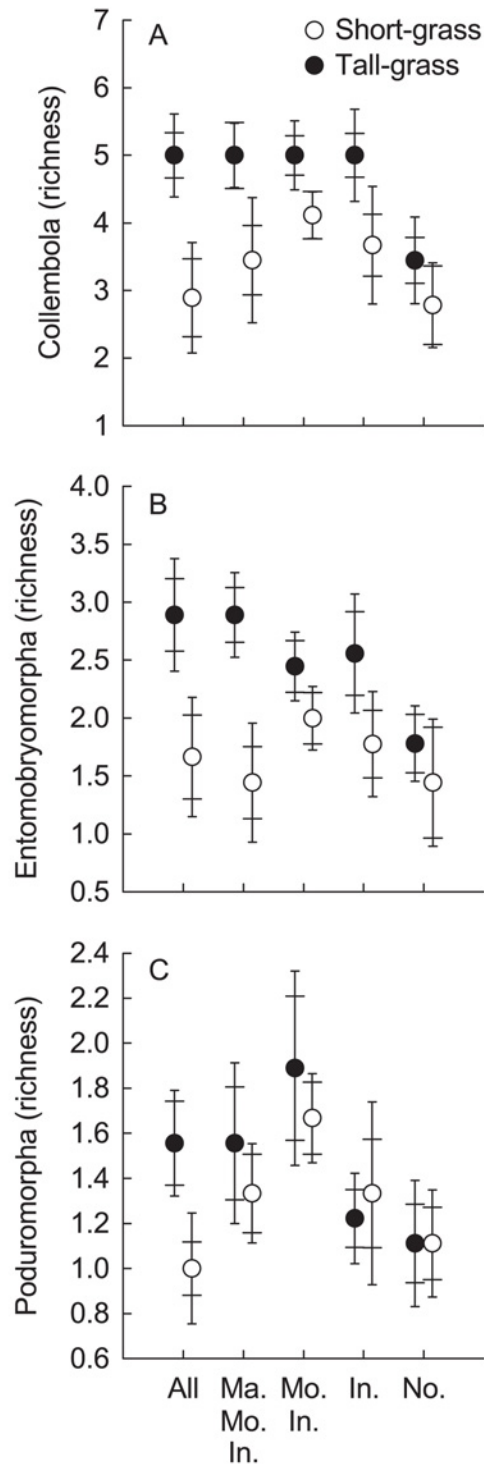 A
Short-grass
Tall-grass
7
6
5
4
3
2
1
Collembola (richness)
B
4.0
3.5
3.0
2.5
2.0
1.5
1.0
0.5
Entomobryomorpha (richness)
C
2.4
2.2
2.0
1.8
1.6
1.4
1.2
1.0
0.8
0.6
Poduromorpha (richness)
All Ma. Mo. In. No.
Mo. In.
In.